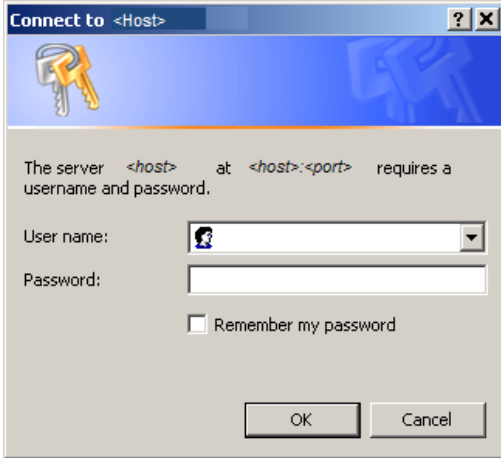 Connect to <Host>
The server <host> at <host>:<port> requires a
username and password.
User name:
Password:
Remember my password
OK Cancel